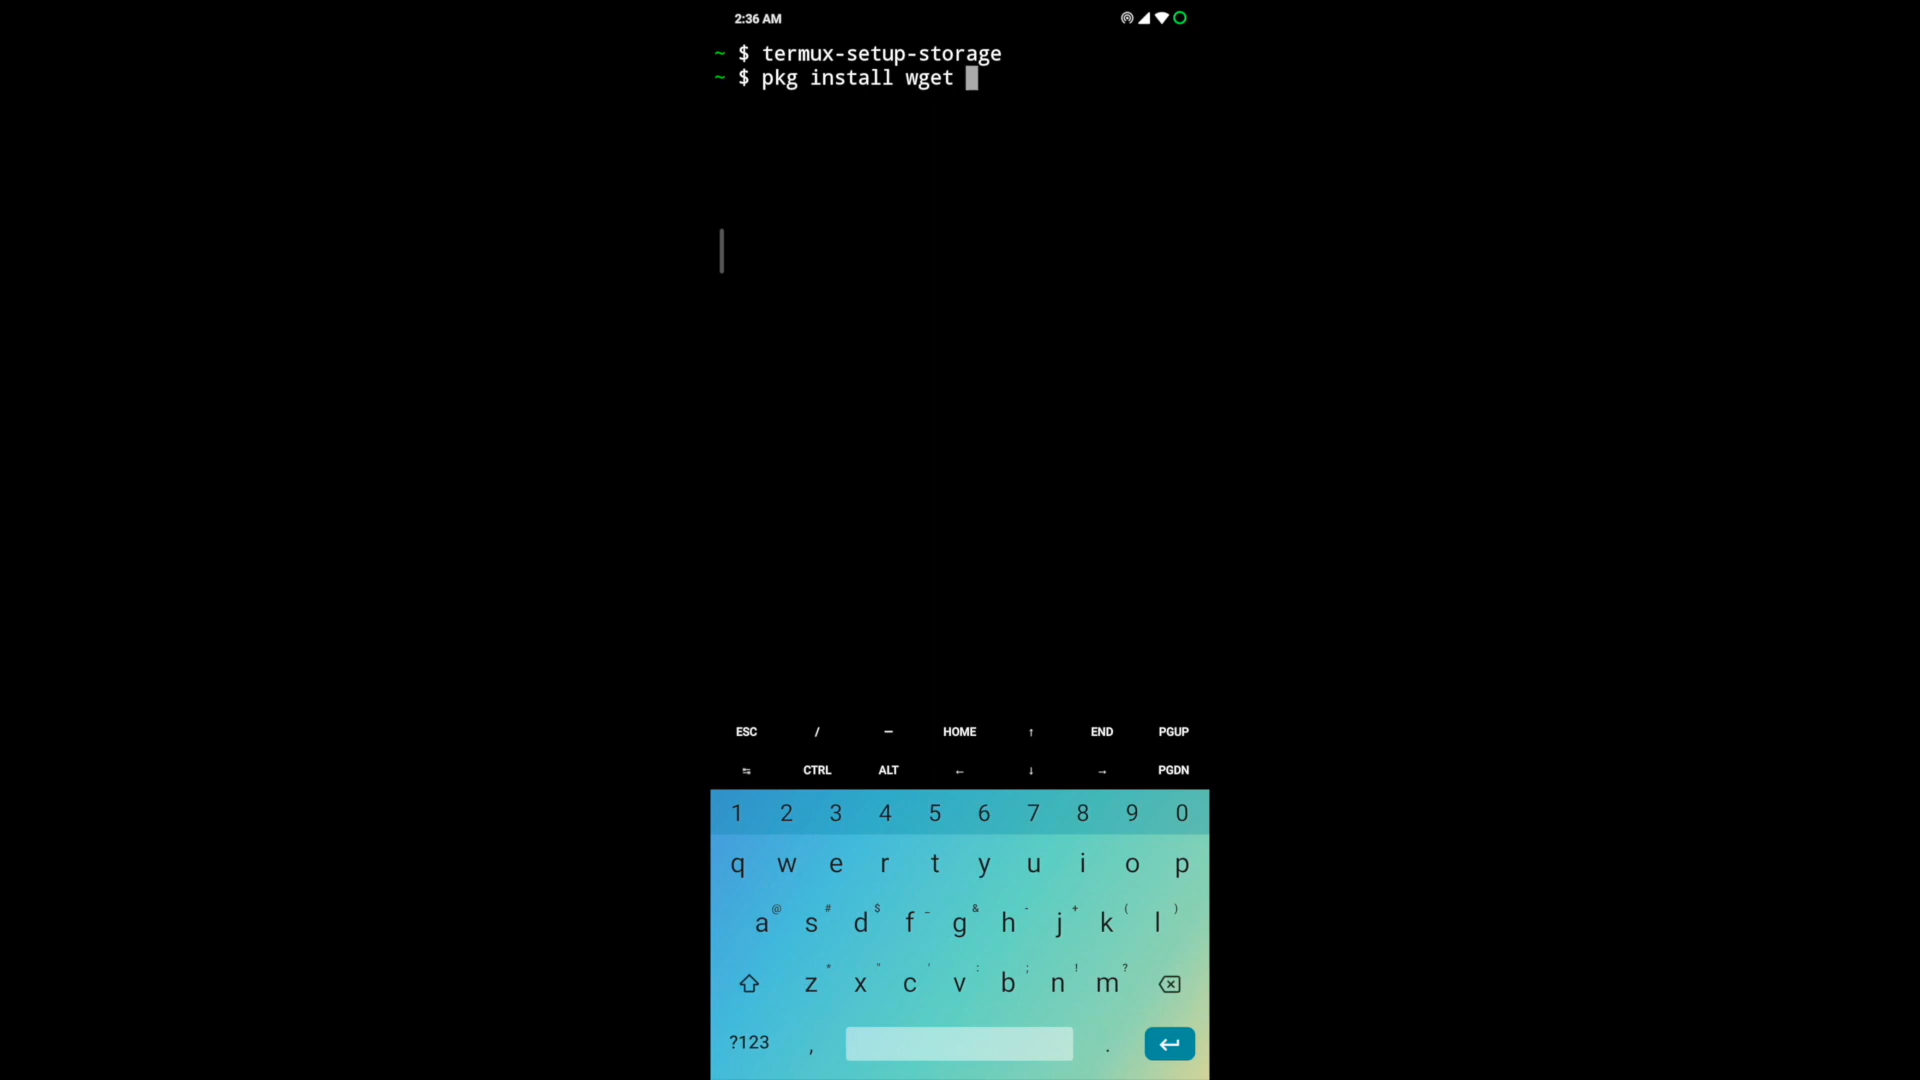 2:36 AM
~ $ termux-setup-storage
~ $ pkg install wget
ESC / — HOME ↑ END PGUP
⇆ CTRL ALT ← ↓ → PGDN
1 2 3 4 5 6 7 8 9 0
q w e r t y u i o p
@ # $ _ & - + ( )
a s d f g h j k l
* " ' : ; ! ?
z x c v b n m
?123 , .